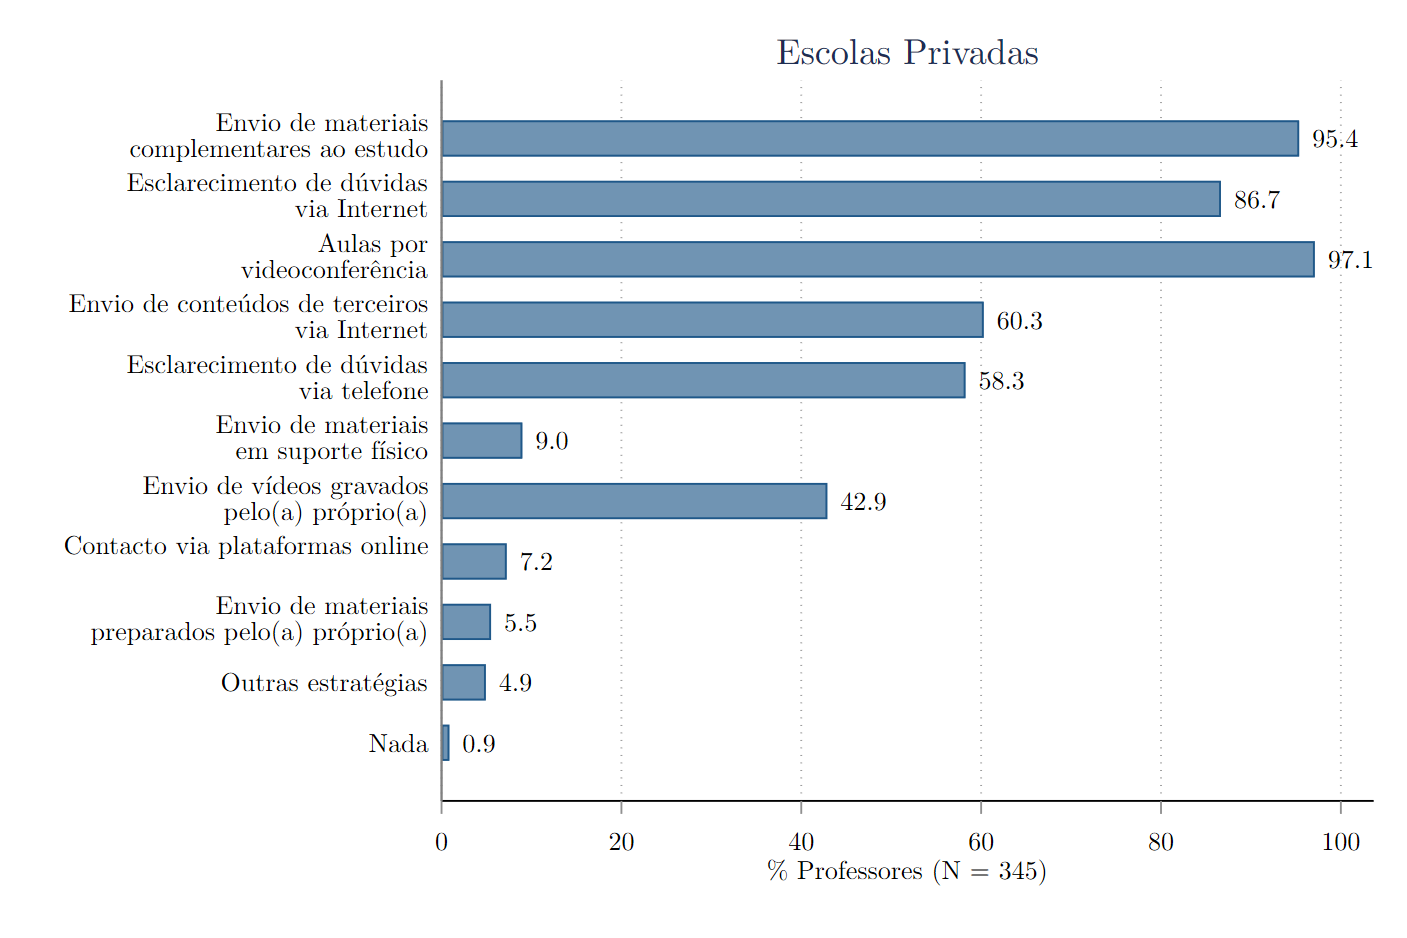 Escolas Privadas
Envio de materiais
complementares ao estudo
95.4
Esclarecimento de dúvidas
via Internet
86.7
Aulas por
videoconferência
97.1
Envio de conteúdos de terceiros
via Internet
60.3
Esclarecimento de dúvidas
via telefone
58.3
Envio de materiais
em suporte físico
9.0
Envio de vídeos gravados
pelo(a) próprio(a)
42.9
Contacto via plataformas online
7.2
Envio de materiais
preparados pelo(a) próprio(a)
5.5
Outras estratégias
4.9
Nada
0.9
0 20 40 60 80 100
% Professores (N = 345)